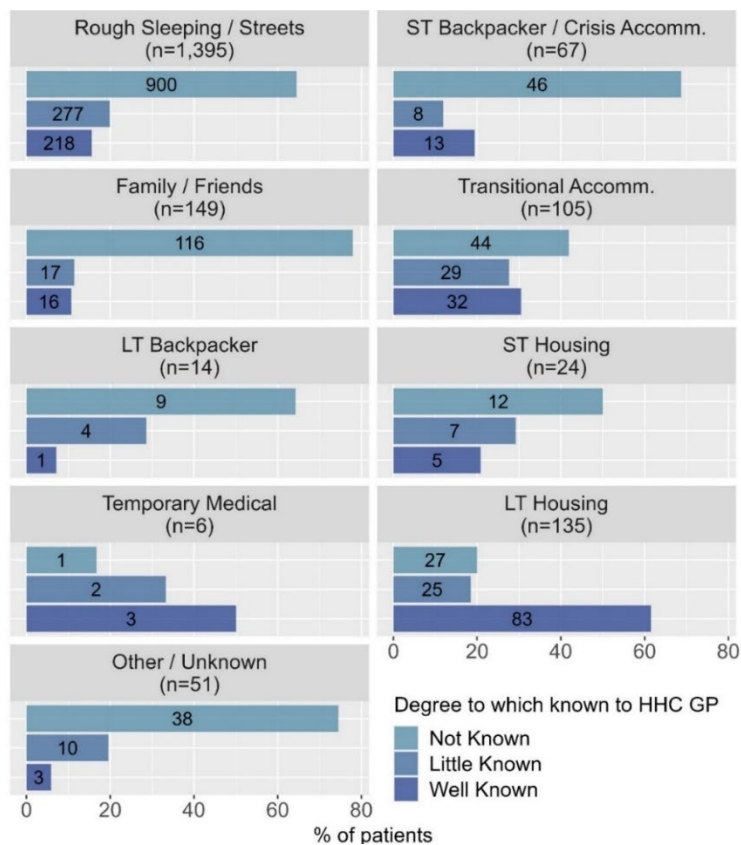 Rough Sleeping / Streets
(n=1,395)
900
277
218
ST Backpacker / Crisis Accomm.
(n=67)
46
8
13
Family / Friends
(n=149)
116
17
16
Transitional Accomm.
(n=105)
44
29
32
LT Backpacker
(n=14)
9
4
1
ST Housing
(n=24)
12
7
5
Temporary Medical
(n=6)
1
2
3
LT Housing
(n=135)
27
25
83
0 20 40 60 80
Other / Unknown
(n=51)
38
10
3
0 20 40 60 80
% of patients
Degree to which known to HHC GP
Not Known
Little Known
Well Known